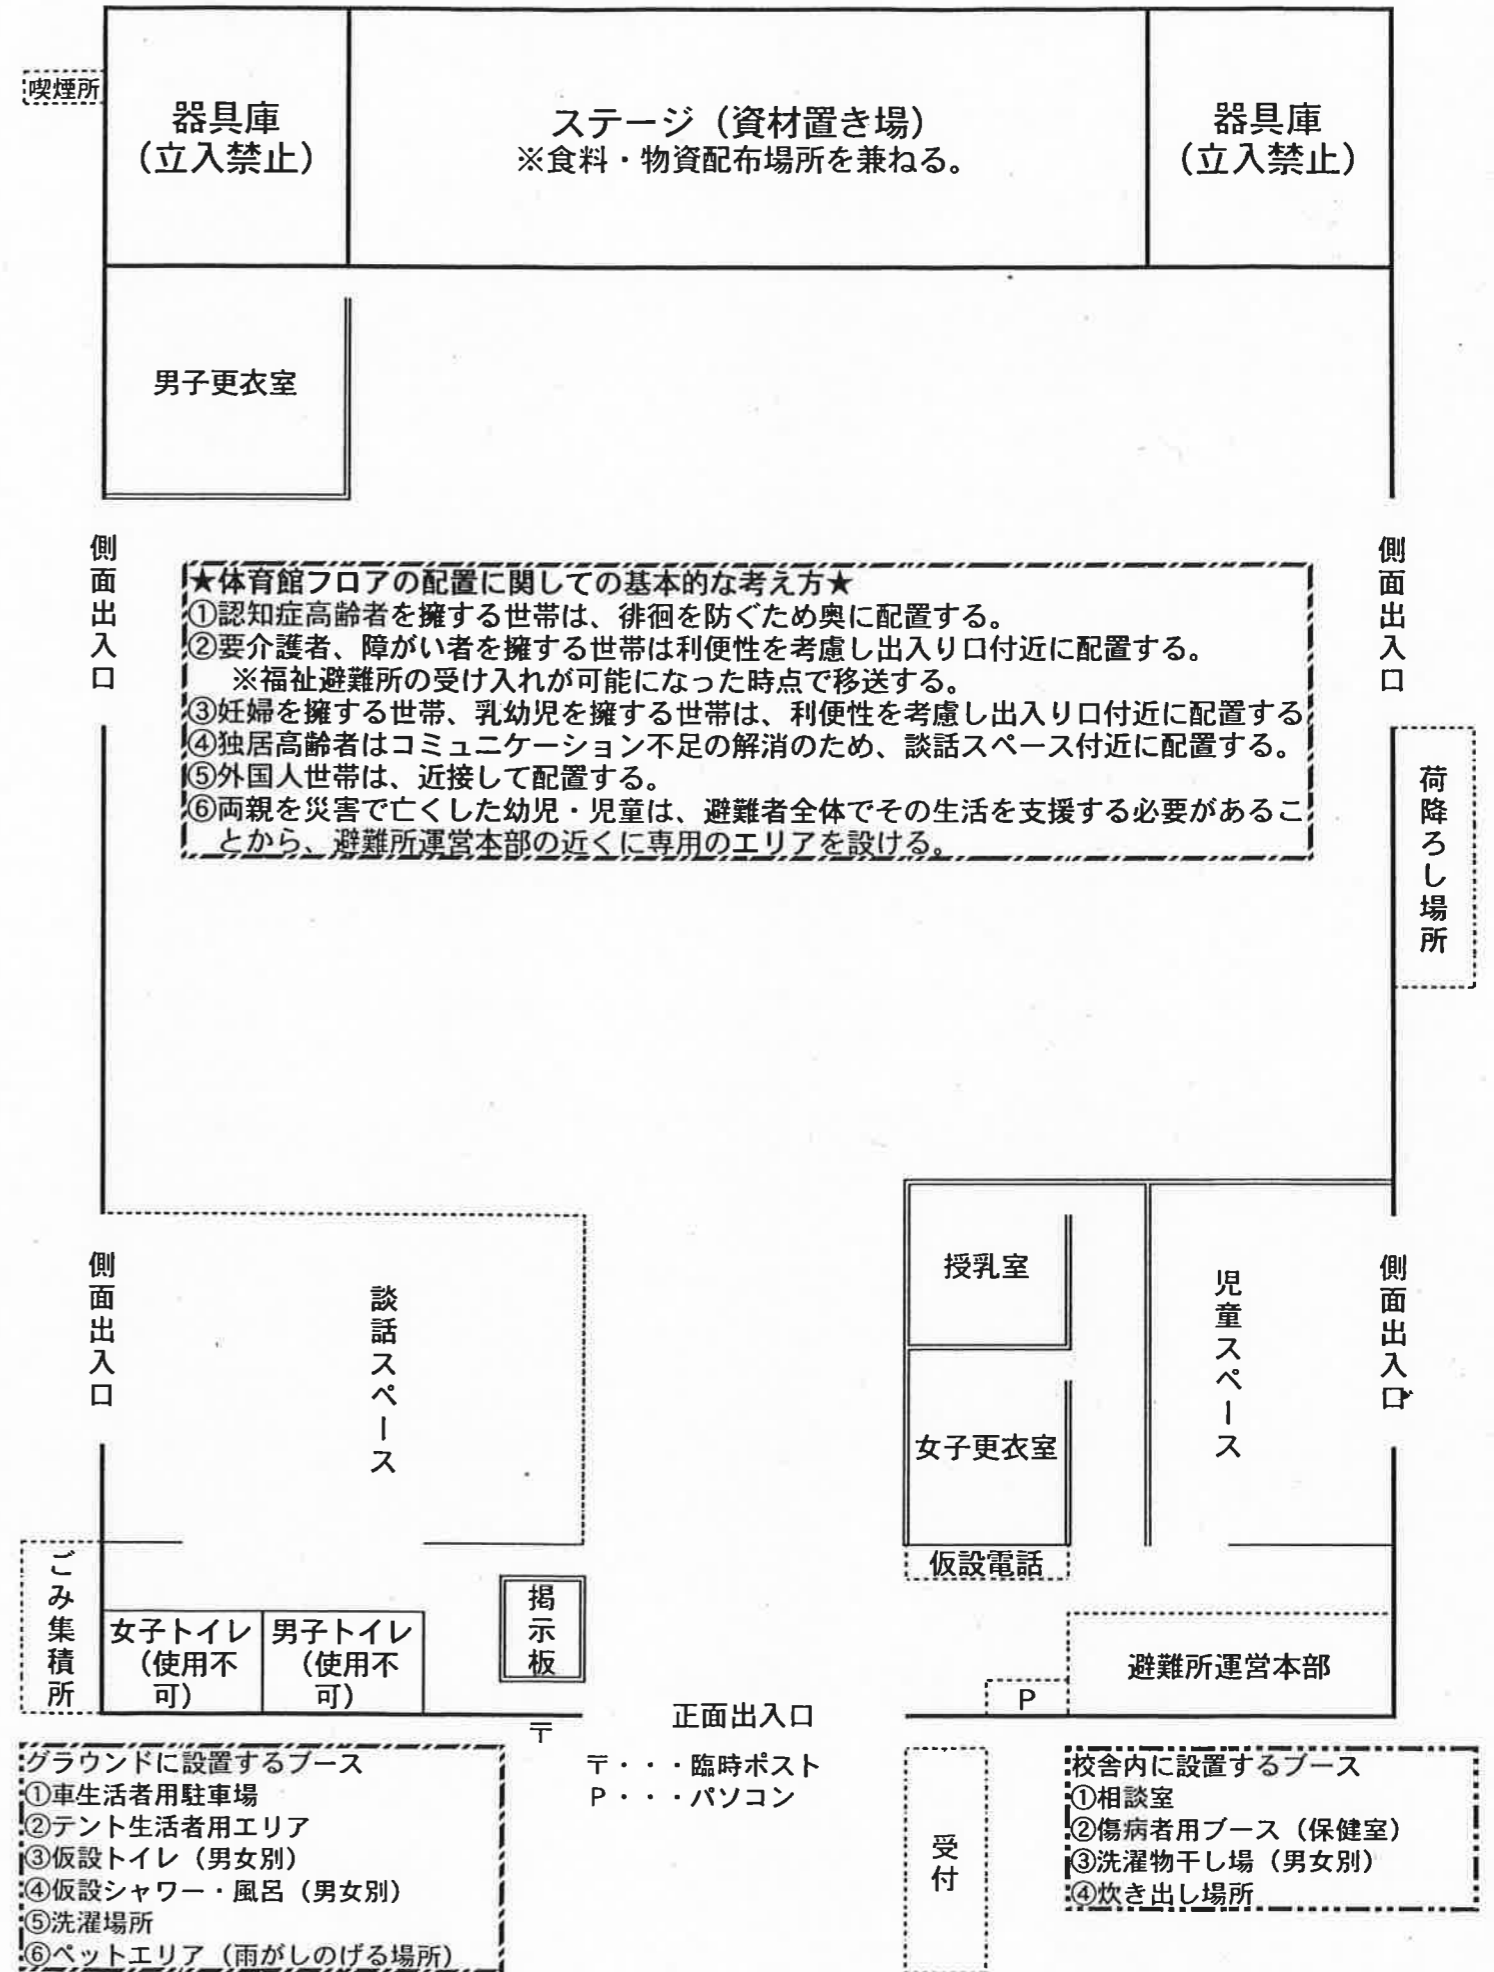 喫煙所
器具庫
（立入禁止）
ステージ（資材置き場）
※食料・物資配布場所を兼ねる。
器具庫
（立入禁止）
男子更衣室
側面出入口
側面出入口
★体育館フロアの配置に関しての基本的な考え方★
①認知症高齢者を擁する世帯は、徘徊を防ぐため奥に配置する。
②要介護者、障がい者を擁する世帯は利便性を考慮し出入り口付近に配置する。
※福祉避難所の受け入れが可能になった時点で移送する。
③妊婦を擁する世帯、乳幼児を擁する世帯は、利便性を考慮し出入り口付近に配置する
④独居高齢者はコミュニケーション不足の解消のため、談話スペース付近に配置する。
⑤外国人世帯は、近接して配置する。
⑥両親を災害で亡くした幼児・児童は、避難者全体でその生活を支援する必要があるこ
とから、避難所運営本部の近くに専用のエリアを設ける。
荷降ろし場所
側面出入口
談話スペース
授乳室
児童スペース
側面出入口
女子更衣室
仮設電話
ごみ集積所
女子トイレ
（使用不
可）
男子トイレ
（使用不
可）
掲示板
避難所運営本部
P
正面出入口
〒
〒・・・臨時ポスト
P・・・パソコン
グラウンドに設置するブース
①車生活者用駐車場
②テント生活者用エリア
③仮設トイレ（男女別）
④仮設シャワー・風呂（男女別）
⑤洗濯場所
⑥ペットエリア（雨がしのげる場所）
受付
校舎内に設置するブース
①相談室
②傷病者用ブース（保健室）
③洗濯物干し場（男女別）
④炊き出し場所